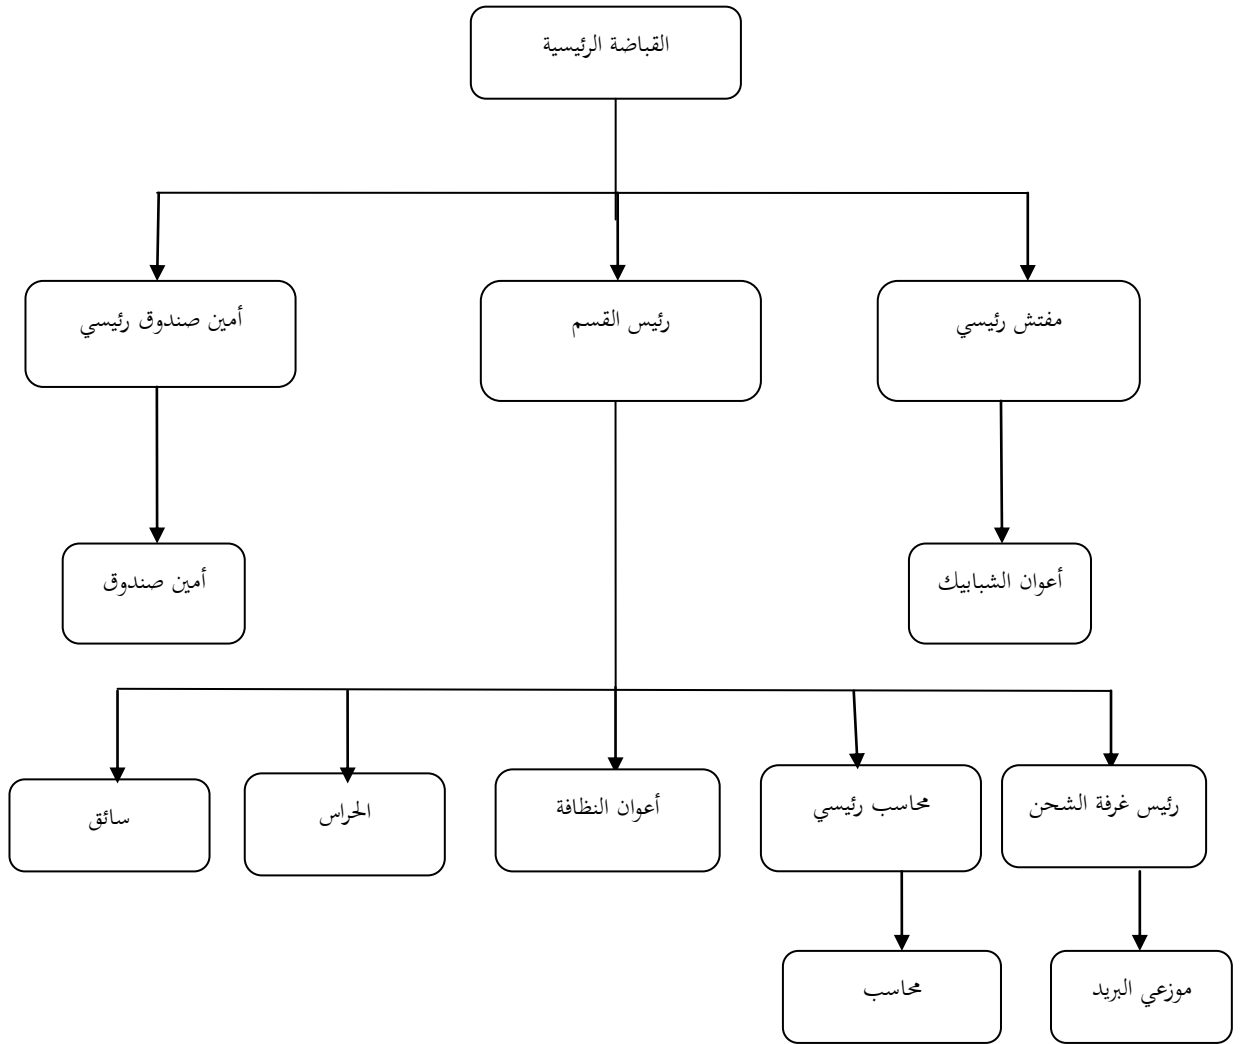 القباضة الرئيسية
مفتش رئيسي
رئيس القسم
أمين صندوق رئيسي
أعوان الشبابيك
أمين صندوق
رئيس غرفة الشحن
محاسب رئيسي
أعوان النظافة
الحراس
سائق
موزعي البريد
محاسب